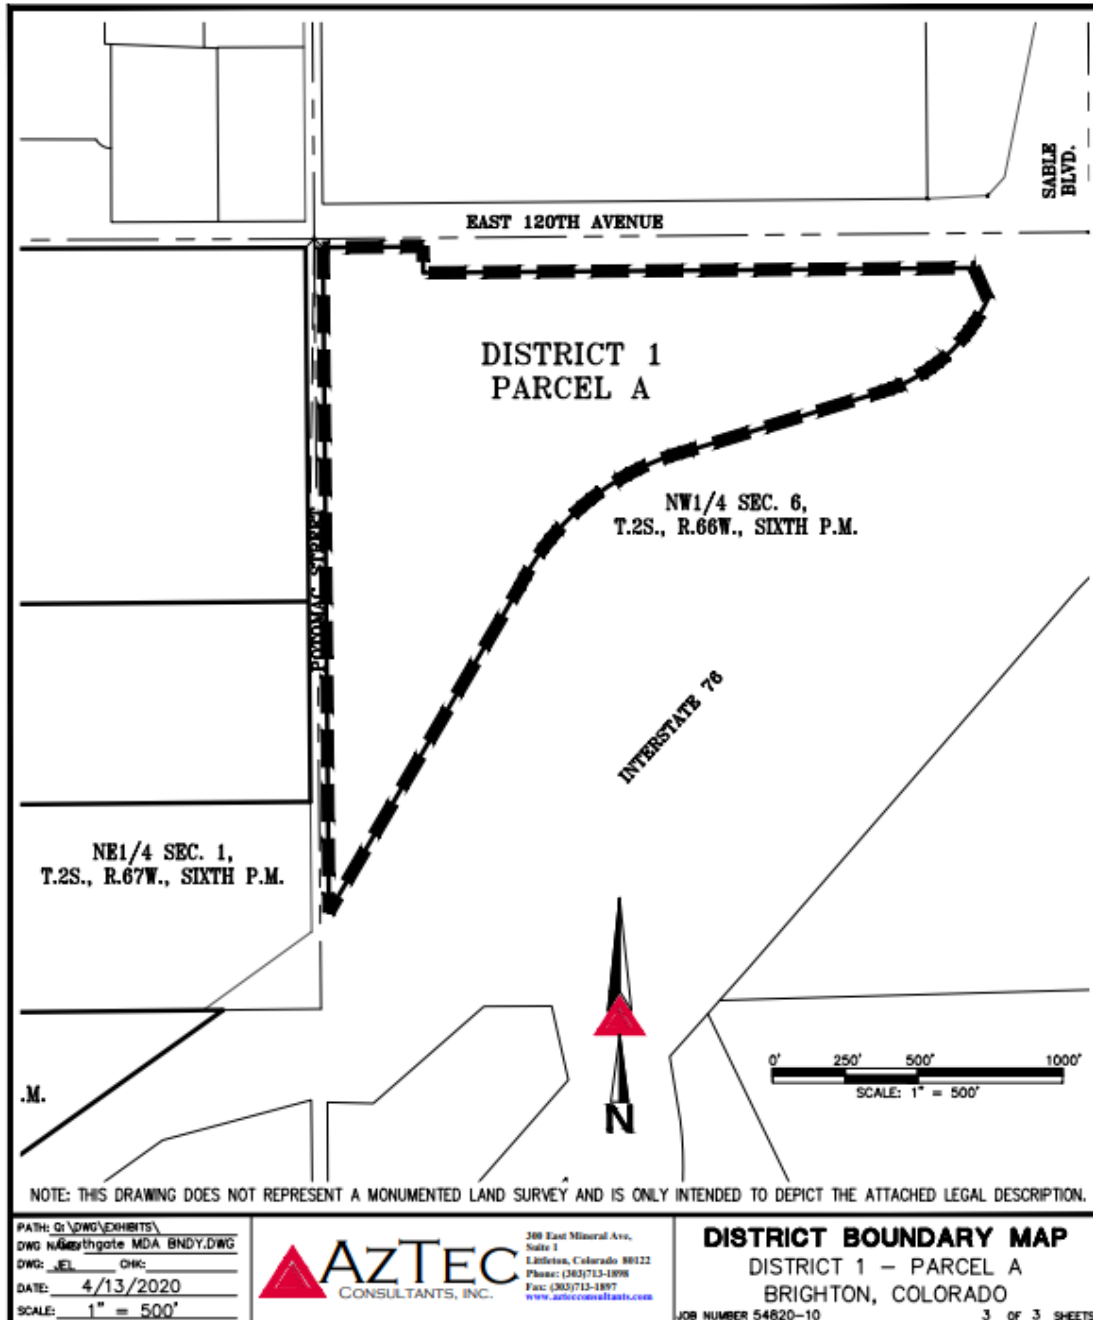 SABLE
BLVD.
EAST 120TH AVENUE
DISTRICT 1
PARCEL A
NW1/4 SEC. 6,
T.2S., R.66W., SIXTH P.M.
POTOMAC STREET
INTERSTATE 76
NE1/4 SEC. 1,
T.2S., R.67W., SIXTH P.M.
.M.
N
0' 250' 500' 1000'
SCALE: 1" = 500'
NOTE: THIS DRAWING DOES NOT REPRESENT A MONUMENTED LAND SURVEY AND IS ONLY INTENDED TO DEPICT THE ATTACHED LEGAL DESCRIPTION.
PATH: Q:\DWG\EXHIBITS\
DWG MDA BNDY.DWG
DWG: JEL CHK:
DATE: 4/13/2020
SCALE: 1" = 500'
AZTEC
CONSULTANTS, INC.
300 East Mineral Ave,
Suite 1
Littleton, Colorado 80122
Phone: (303)713-1898
Fax: (303)713-1897
www.aztecconsultants.com
DISTRICT BOUNDARY MAP
DISTRICT 1 – PARCEL A
BRIGHTON, COLORADO
JOB NUMBER 54820-10 3 OF 3 SHEETS